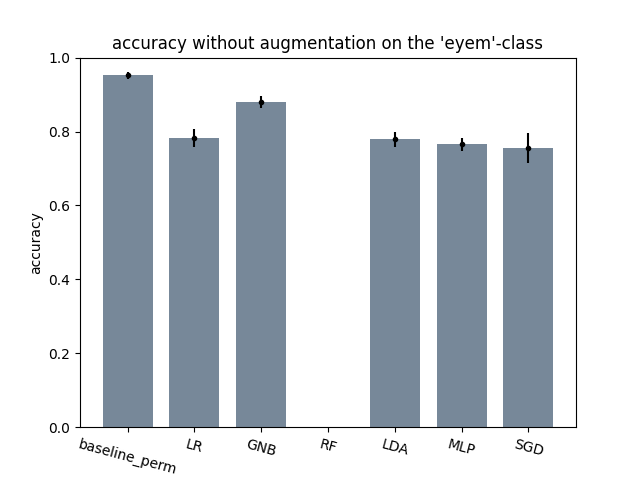 accuracy without augmentation on the 'eyem'-class
1.0
0.8
0.6
0.4
0.2
0.0
accuracy
baseline_perm LR GNB RF LDA MLP SGD